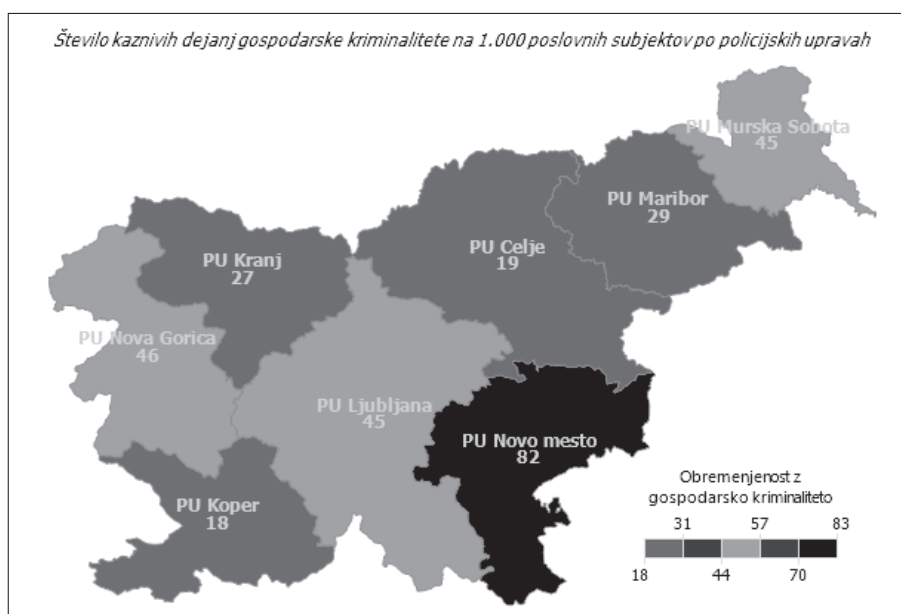 Število kaznivih dejanj gospodarske kriminalitete na 1.000 poslovnih subjektov po policijskih upravah
PU Murska Sobota
45
PU Maribor
29
PU Celje
19
PU Kranj
27
PU Nova Gorica
46
PU Ljubljana
45
PU Novo mesto
82
PU Koper
18
Obremenjenost z
gospodarsko kriminaliteto
31 57 83
18 44 70